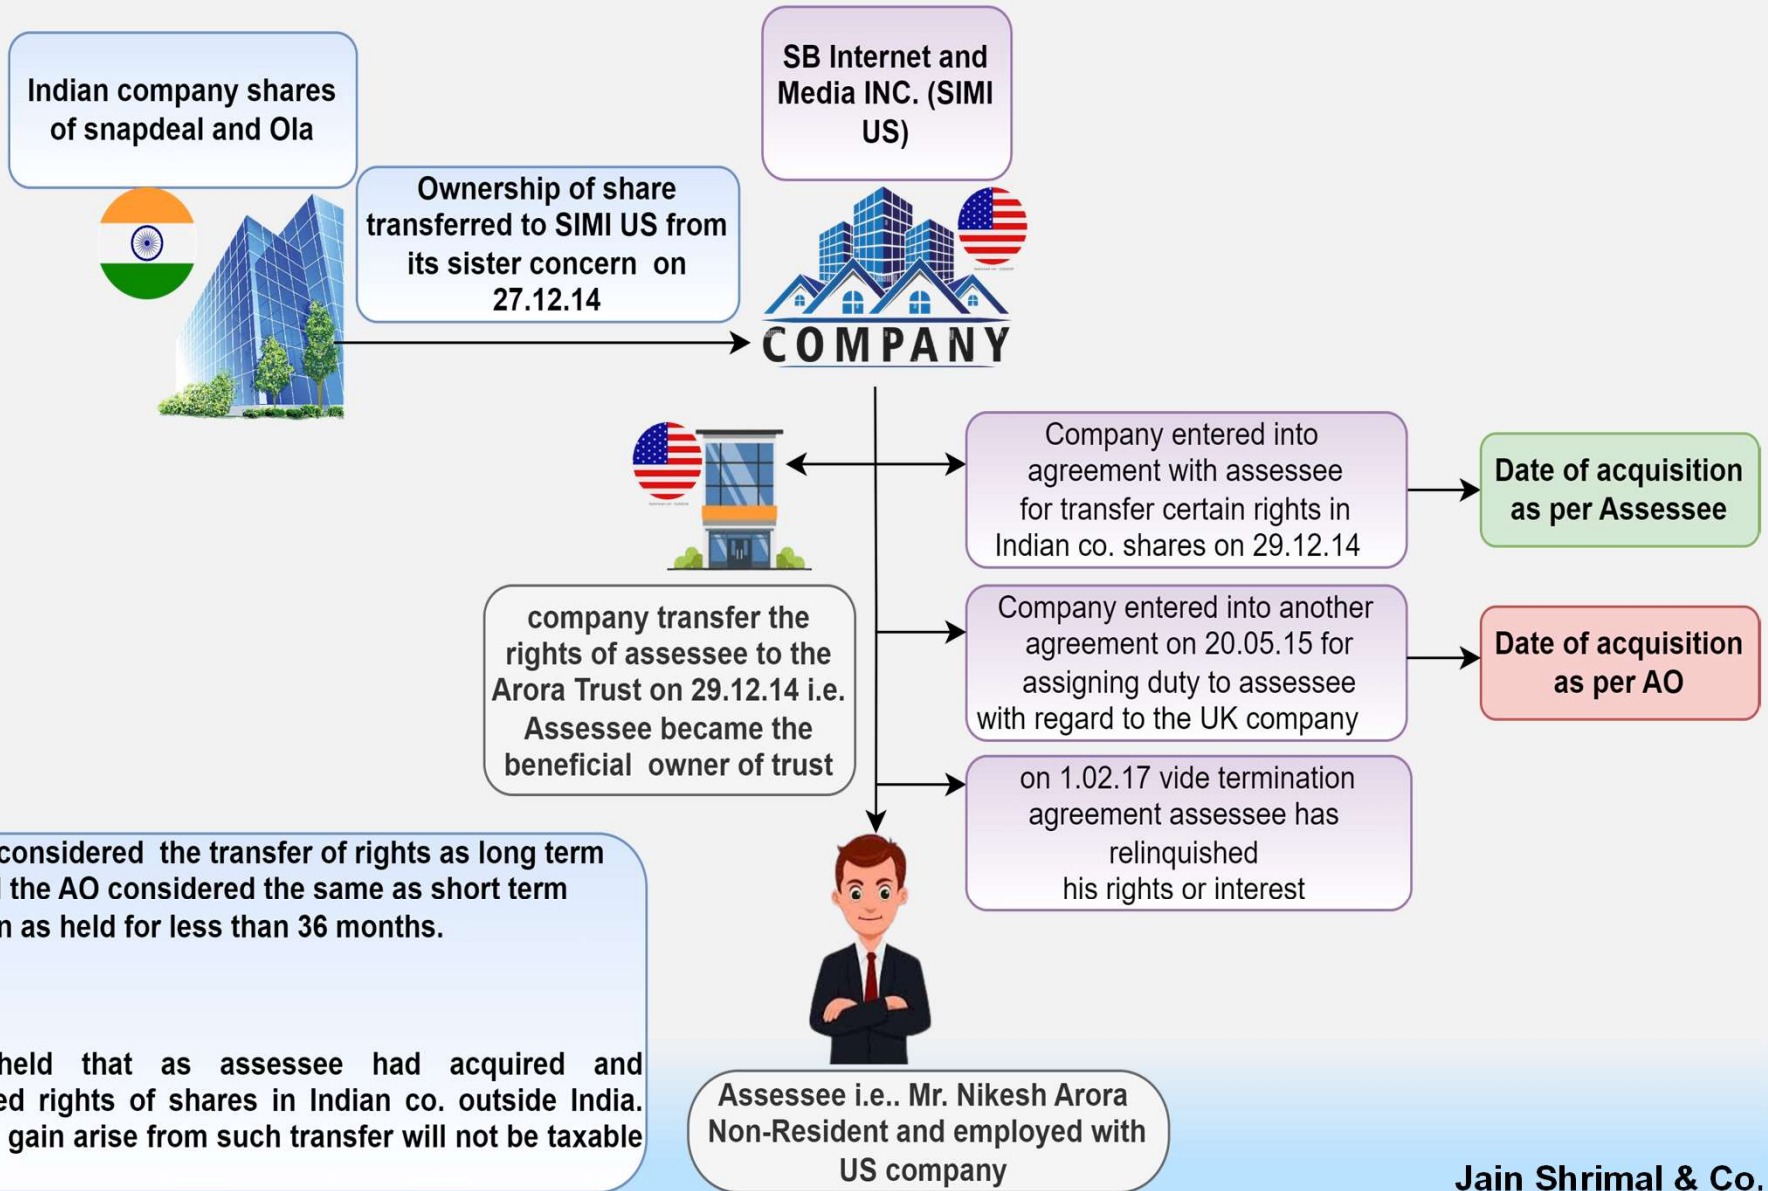 Indian company shares
of snapdeal and Ola
SB Internet and
Media INC. (SIMI
US)
Ownership of share
transferred to SIMI US from
its sister concern on
27.12.14
COMPANY
Company entered into
agreement with assessee
for transfer certain rights in
Indian co. shares on 29.12.14
Date of acquisition
as per Assessee
company transfer the
rights of assessee to the
Arora Trust on 29.12.14 i.e.
Assessee became the
beneficial owner of trust
Company entered into another
agreement on 20.05.15 for
assigning duty to assessee
with regard to the UK company
Date of acquisition
as per AO
on 1.02.17 vide termination
agreement assessee has
relinquished
his rights or interest
considered the transfer of rights as long term
the AO considered the same as short term
as held for less than 36 months.
held that as assessee had acquired and
rights of shares in Indian co. outside India.
gain arise from such transfer will not be taxable
Assessee i.e.. Mr. Nikesh Arora
Non-Resident and employed with
US company
Jain Shrimal & Co.